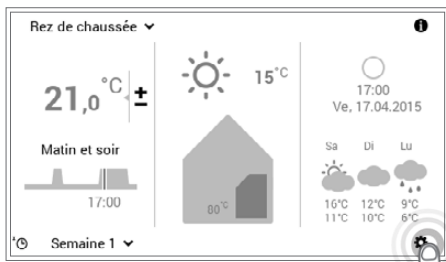 Rez de chaussée
21,0 °C ±
15°C
17:00
Ve, 17.04.2015
Matin et soir
17:00
80°C
Sa Di Lu
16°C 12°C 9°C
11°C 10°C 6°C
Semaine 1